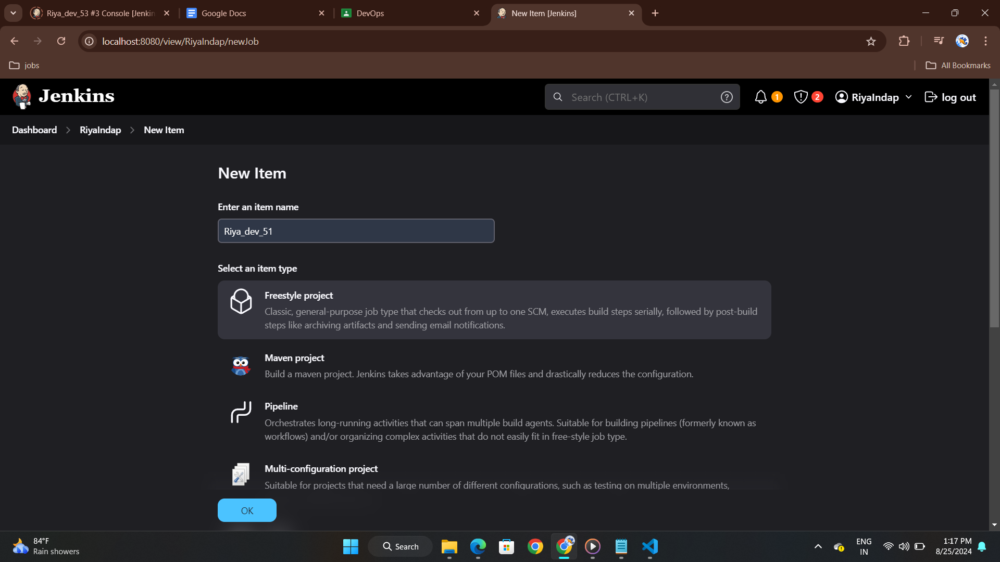 Riya_dev_53 #3 Console [Jenkin
Google Docs
DevOps
New Item [Jenkins]
localhost:8080/view/RiyaIndap/newJob
jobs
All Bookmarks
Jenkins
Search (CTRL+K)
1
2
RiyaIndap
log out
Dashboard
RiyaIndap
New Item
New Item
Enter an item name
Riya_dev_51
Select an item type
Freestyle project
Classic, general-purpose job type that checks out from up to one SCM, executes build steps serially, followed by post-build
steps like archiving artifacts and sending email notifications.
Maven project
Build a maven project. Jenkins takes advantage of your POM files and drastically reduces the configuration.
Pipeline
Orchestrates long-running activities that can span multiple build agents. Suitable for building pipelines (formerly known as
workflows) and/or organizing complex activities that do not easily fit in free-style job type.
Multi-configuration project
Suitable for projects that need a large number of different configurations, such as testing on multiple environments,
OK
84°F
Rain showers
Search
ENG
IN
1:17 PM
8/25/2024